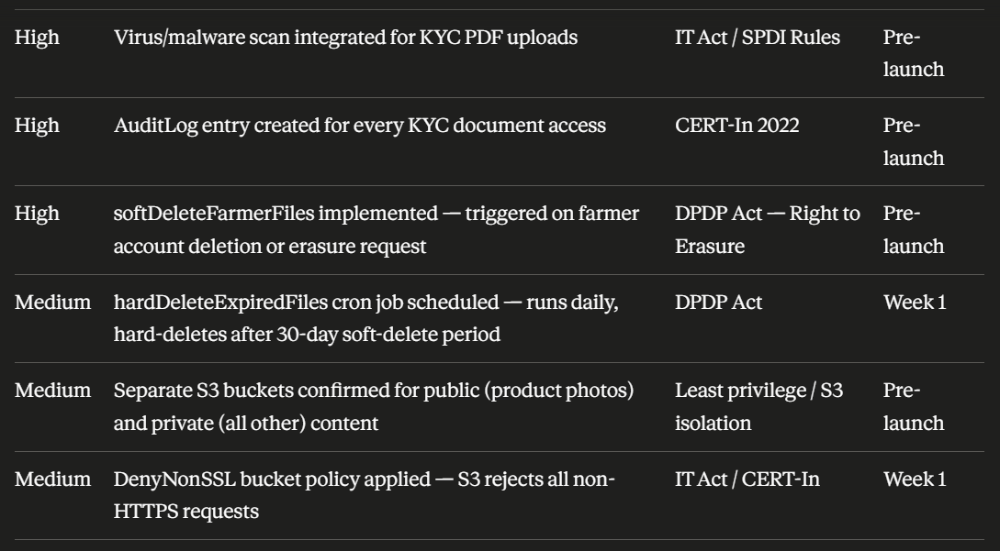 High Virus/malware scan integrated for KYC PDF uploads IT Act / SPDI Rules Pre-
launch
High AuditLog entry created for every KYC document access CERT-In 2022 Pre-
launch
High softDeleteFarmerFiles implemented — triggered on farmer DPDP Act — Right to Pre-
account deletion or erasure request Erasure launch
Medium hardDeleteExpiredFiles cron job scheduled — runs daily, DPDP Act Week 1
hard-deletes after 30-day soft-delete period
Medium Separate S3 buckets confirmed for public (product photos) Least privilege / S3 Pre-
and private (all other) content isolation launch
Medium DenyNonSSL bucket policy applied — S3 rejects all non- IT Act / CERT-In Week 1
HTTPS requests